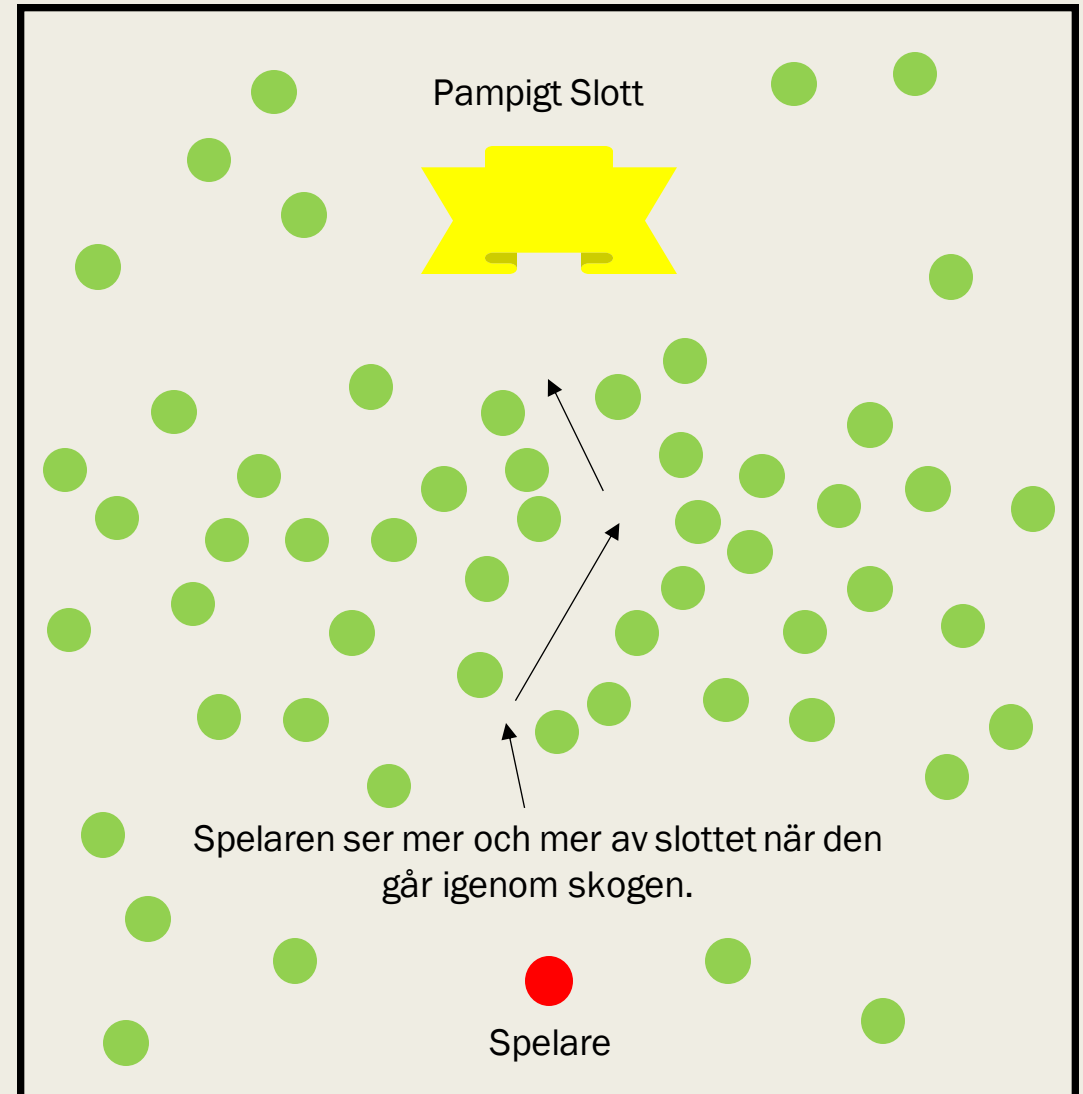 Pampigt Slott
Spelaren ser mer och mer av slottet när den
går igenom skogen.
Spelare